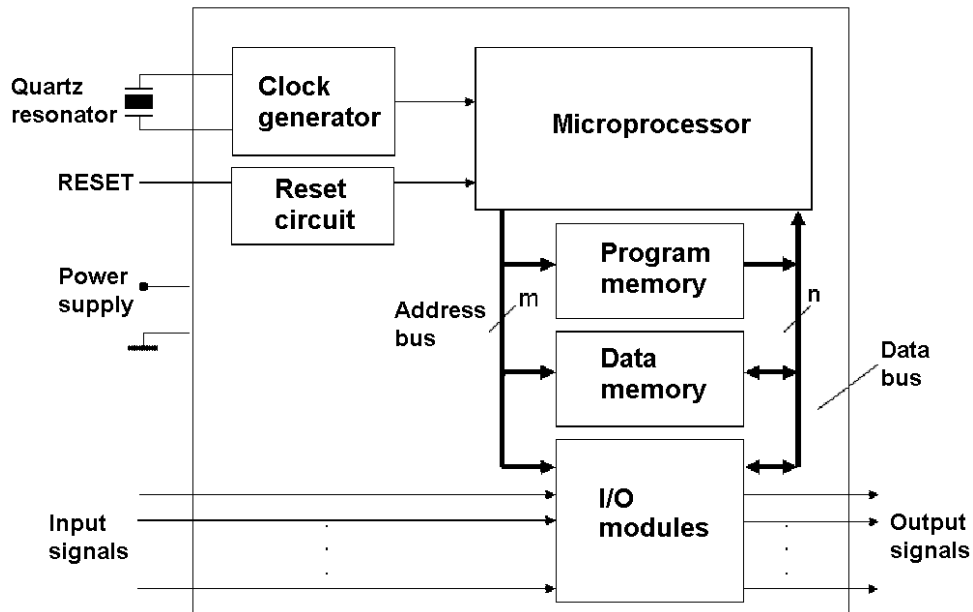 Quartz
resonator
Clock
generator
Microprocessor
RESET
Reset
circuit
Power
supply
Program
memory
Address
bus
m
n
Data
memory
Data
bus
Input
signals
I/O
modules
Output
signals